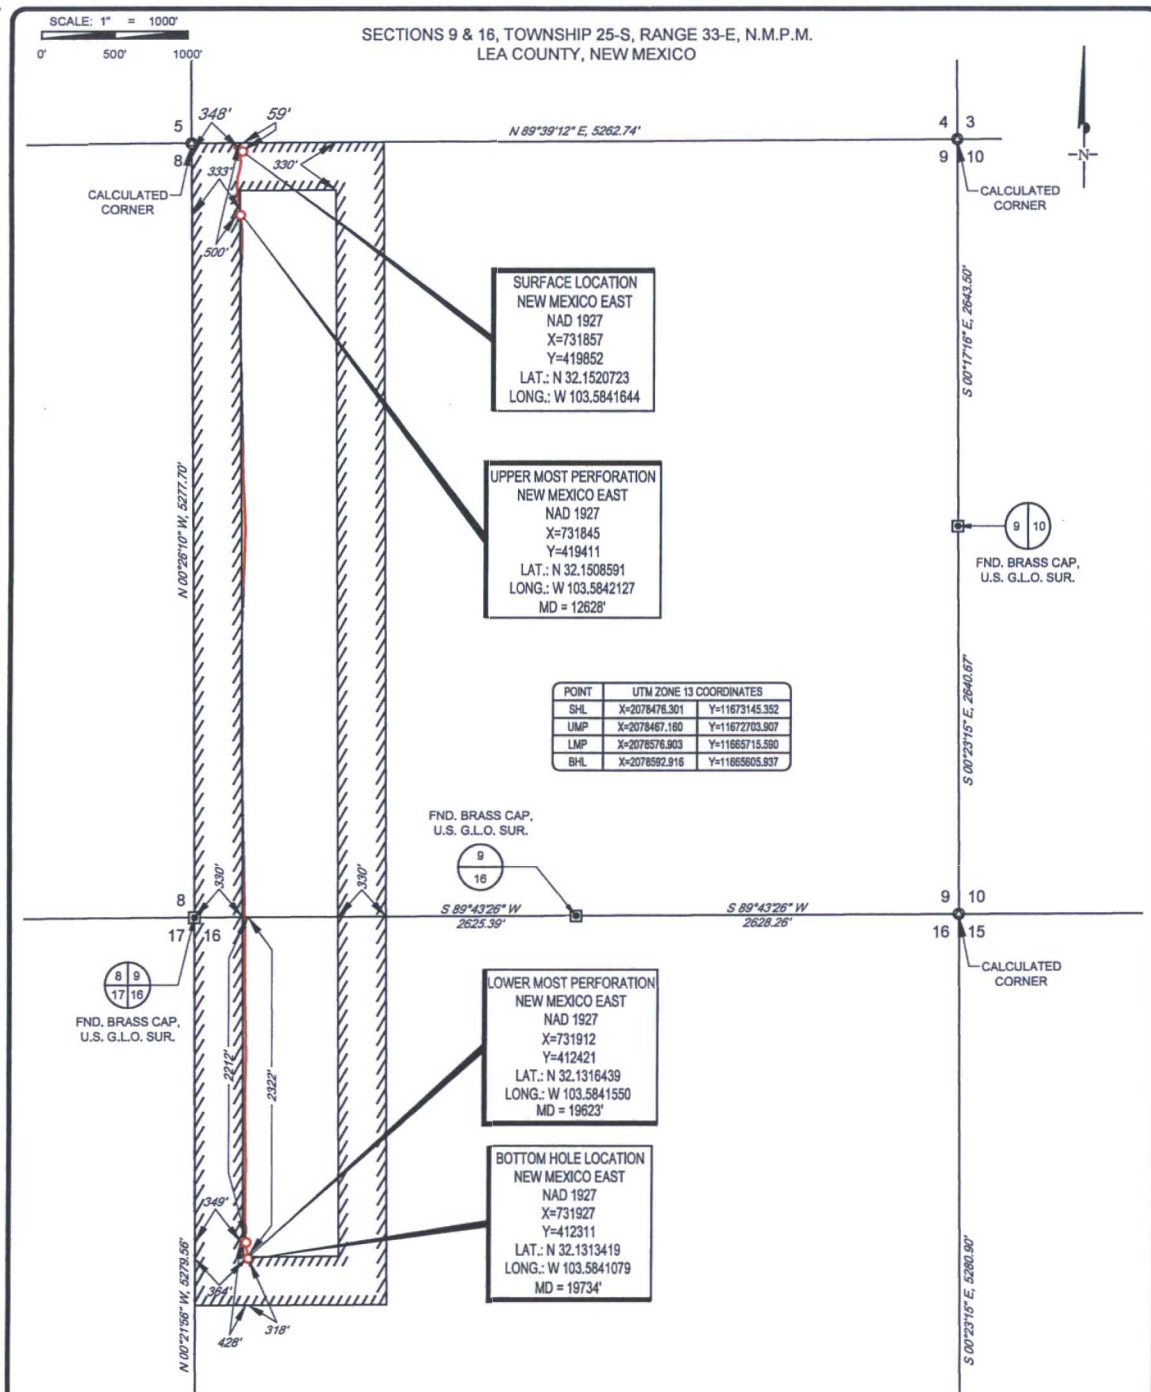 SCALE: 1" = 1000'
0' 500' 1000'
SECTIONS 9 & 16, TOWNSHIP 25-S, RANGE 33-E, N.M.P.M.
LEA COUNTY, NEW MEXICO
348' 59'
5
8
CALCULATED
CORNER
N 89°39'12" E, 5262.74'
4 3
9 10
CALCULATED
CORNER
N
333'
330'
500'
SURFACE LOCATION
NEW MEXICO EAST
NAD 1927
X=731857
Y=419852
LAT.: N 32.1520723
LONG.: W 103.5841644
S 00°17'16" E, 2643.50'
UPPER MOST PERFORATION
NEW MEXICO EAST
NAD 1927
X=731845
Y=419411
LAT.: N 32.1508591
LONG.: W 103.5842127
MD = 12628'
N 00°26'10" W, 5277.70'
9 10
FND. BRASS CAP,
U.S. G.L.O. SUR.
POINT UTM ZONE 13 COORDINATES
SHL X=2078476.301 Y=11673145.352
UMP X=2078467.160 Y=11672703.907
LMP X=2078576.903 Y=11665715.590
BHL X=2078592.916 Y=11665605.937
S 00°23'15" E, 2640.67'
FND. BRASS CAP,
U.S. G.L.O. SUR.
9
16
330'
330'
8
17 16
S 89°43'26" W
2625.39'
S 89°43'26" W
2628.26'
9 10
16 15
CALCULATED
CORNER
8 9
17 16
FND. BRASS CAP,
U.S. G.L.O. SUR.
LOWER MOST PERFORATION
NEW MEXICO EAST
NAD 1927
X=731912
Y=412421
LAT.: N 32.1316439
LONG.: W 103.5841550
MD = 19623'
2212'
2322'
BOTTOM HOLE LOCATION
NEW MEXICO EAST
NAD 1927
X=731927
Y=412311
LAT.: N 32.1313419
LONG.: W 103.5841079
MD = 19734'
349'
364'
428'
318'
N 00°21'56" W, 5279.56'
S 00°23'15" E, 5280.90'